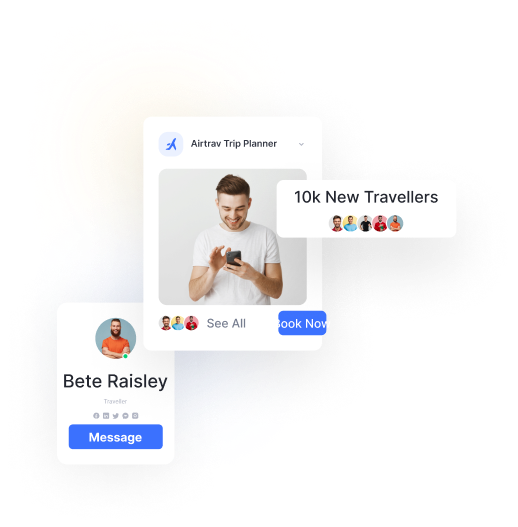 Airtrav Trip Planner
10k New Travellers
See All
Book Now
Bete Raisley
Traveller
Message